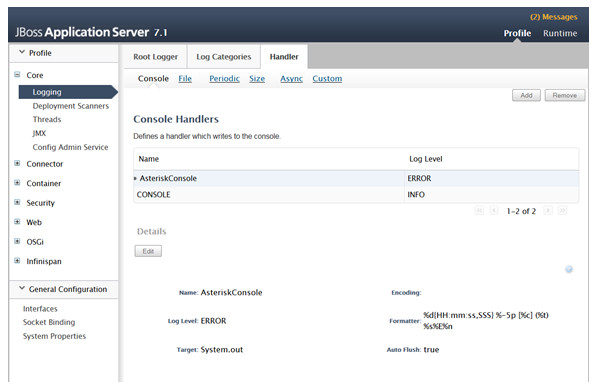 (2) Messages
JBoss Application Server 7.1
Profile Runtime
Profile
Core
Logging
Deployment Scanners
Threads
JMX
Config Admin Service
Connector
Container
Security
Web
OSGi
Infinispan
General Configuration
Interfaces
Socket Binding
System Properties
Root Logger Log Categories Handler
Console File Periodic Size Async Custom
Add Remove
Console Handlers
Defines a handler which writes to the console.
Name Log Level
AsteriskConsole ERROR
CONSOLE INFO
1-2 of 2
Details
Edit
Name: AsteriskConsole Encoding:
Log Level: ERROR Formatter: %d{HH:mm:ss,SSS} %-5p [%c] (%t)
%s%E%n
Target: System.out Auto Flush: true